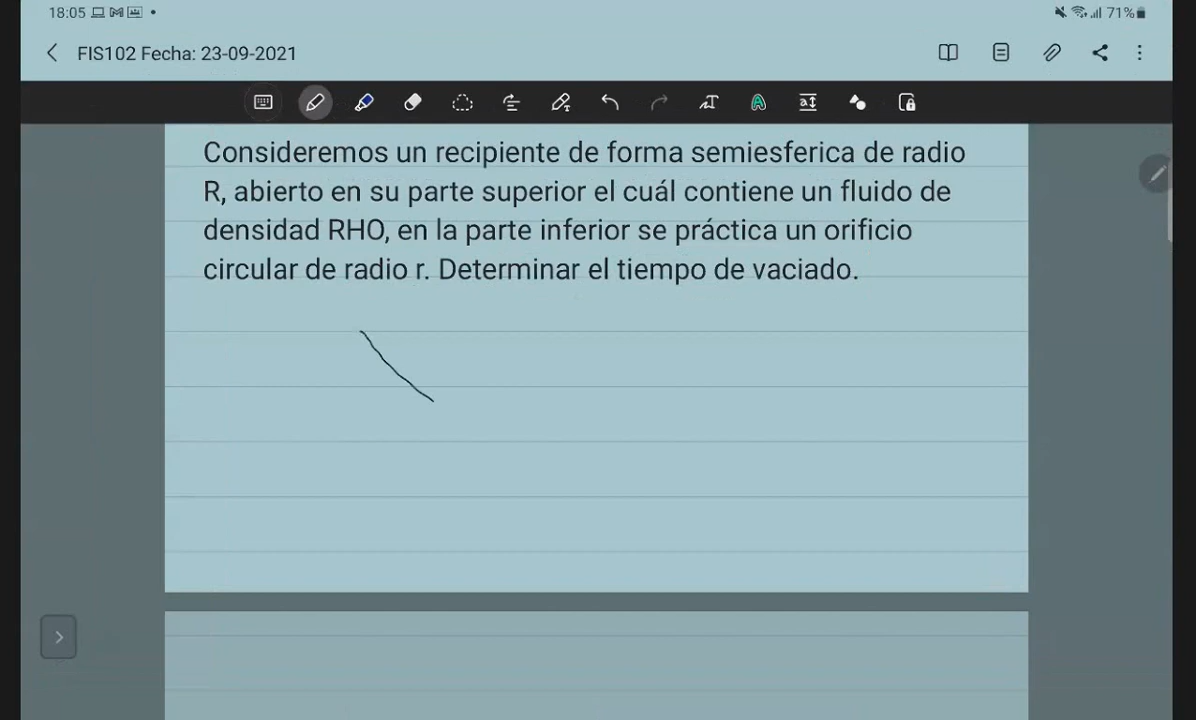 18:05
71%
FIS102 Fecha: 23-09-2021
Consideremos un recipiente de forma semiesferica de radio
R, abierto en su parte superior el cuál contiene un fluido de
densidad RHO, en la parte inferior se práctica un orificio
circular de radio r. Determinar el tiempo de vaciado.